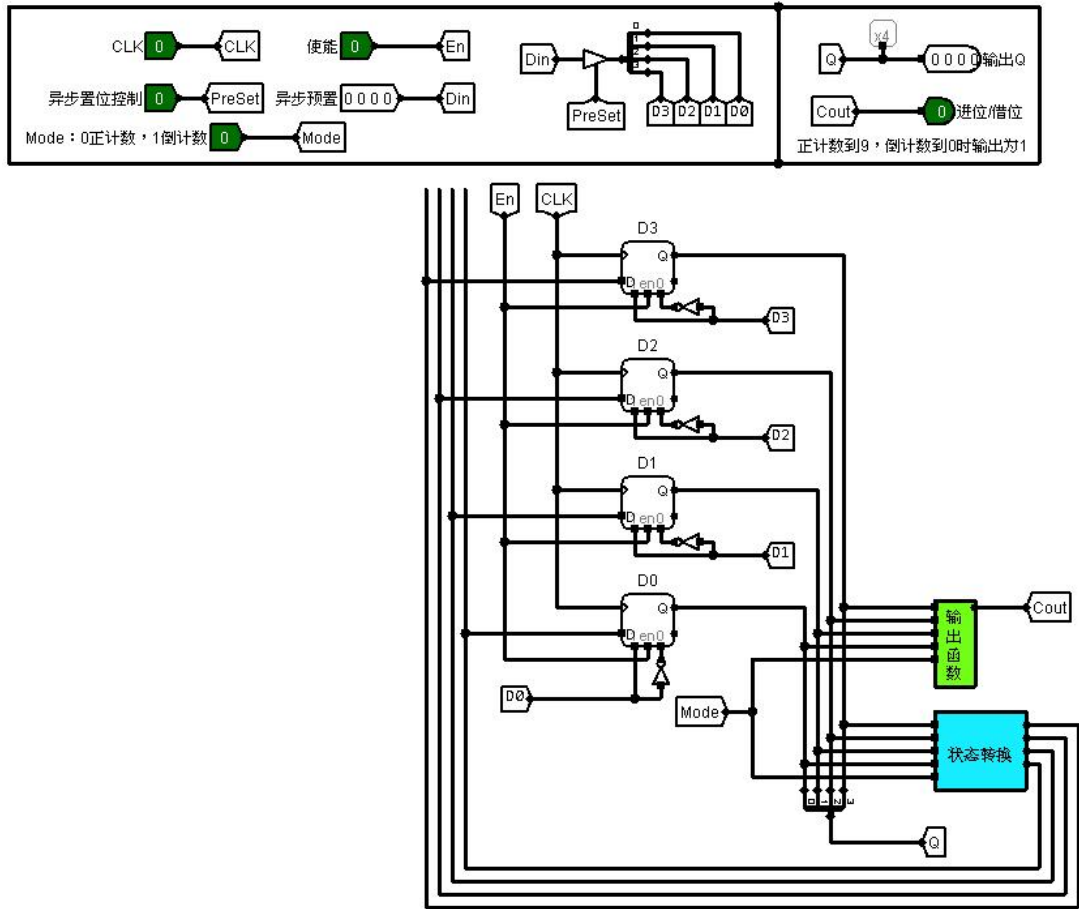 CLK 0 CLK
使能 0 En
异步置位控制 0 PreSet
异步预置 0000 Din
Mode：0正计数，1倒计数 0 Mode
Din
PreSet
0
1
2
3
D3 D2 D1 D0
x4
Q 0000 输出Q
Cout 0 进位/借位
正计数到9，倒计数到0时输出为1
En CLK
D3
Q
D en0
D3
D2
Q
D en0
D2
D1
Q
D en0
D1
D0
Q
D en0
D0
输出函数
Cout
Mode
状态转换
0 1 2 3
Q